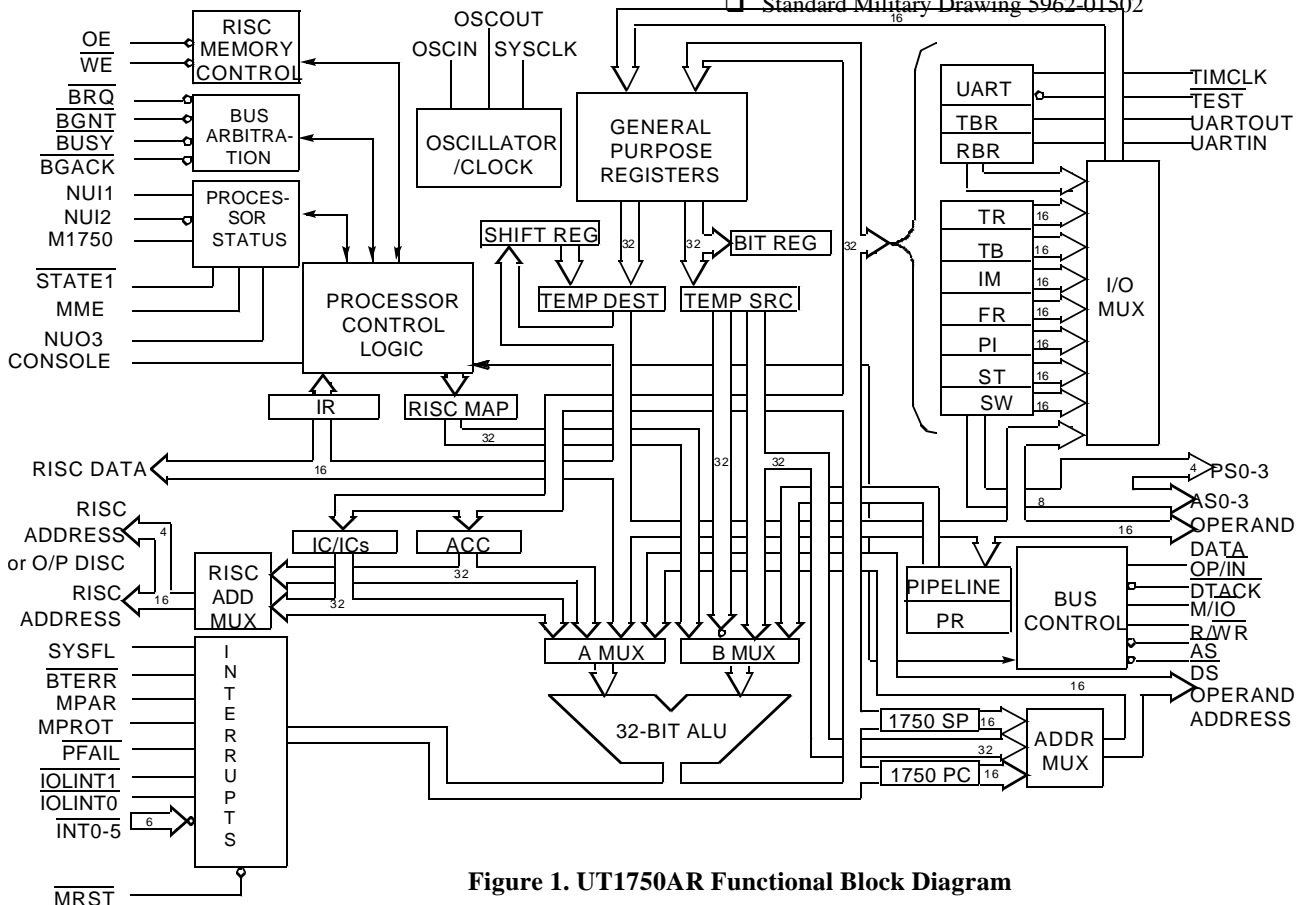 ❑ Standard Military Drawing 5962-01502
16
OSCOUT
OSCIN SYSCLK
OE
WE
RISC
MEMORY
CONTROL
BRQ
BGNT
BUSY
BGACK
BUS
ARBITRA-
TION
NUI1
NUI2
M1750
PROCES-
SOR
STATUS
STATE1
MME
NUO3
CONSOLE
OSCILLATOR
/CLOCK
GENERAL
PURPOSE
REGISTERS
UART
TBR
RBR
TIMCLK
TEST
UARTOUT
UARTIN
SHIFT REG
32
32
BIT REG
32
TEMP DEST
TEMP SRC
PROCESSOR
CONTROL
LOGIC
TR
16
TB
16
IM
16
FR
16
PI
16
ST
16
SW
16
I/O
MUX
IR
RISC MAP
32
32
32
RISC DATA
16
4
PS0-3
8
AS0-3
RISC
ADDRESS
or O/P DISC
4
RISC
ADDRESS
16
IC/ICs
ACC
32
32
RISC
ADD
MUX
16
OPERAND
DATA
PIPELINE
PR
BUS
CONTROL
OP/IN
DTACK
M/IO
R/WR
AS
DS
16
OPERAND
ADDRESS
A MUX
B MUX
32-BIT ALU
1750 SP
16
32
1750 PC
16
ADDR
MUX
SYSFL
BTERR
MPAR
MPROT
PFAIL
IOLINT1
IOLINT0
INT0-5
6
I
N
T
E
R
R
U
P
T
S
MRST
Figure 1. UT1750AR Functional Block Diagram